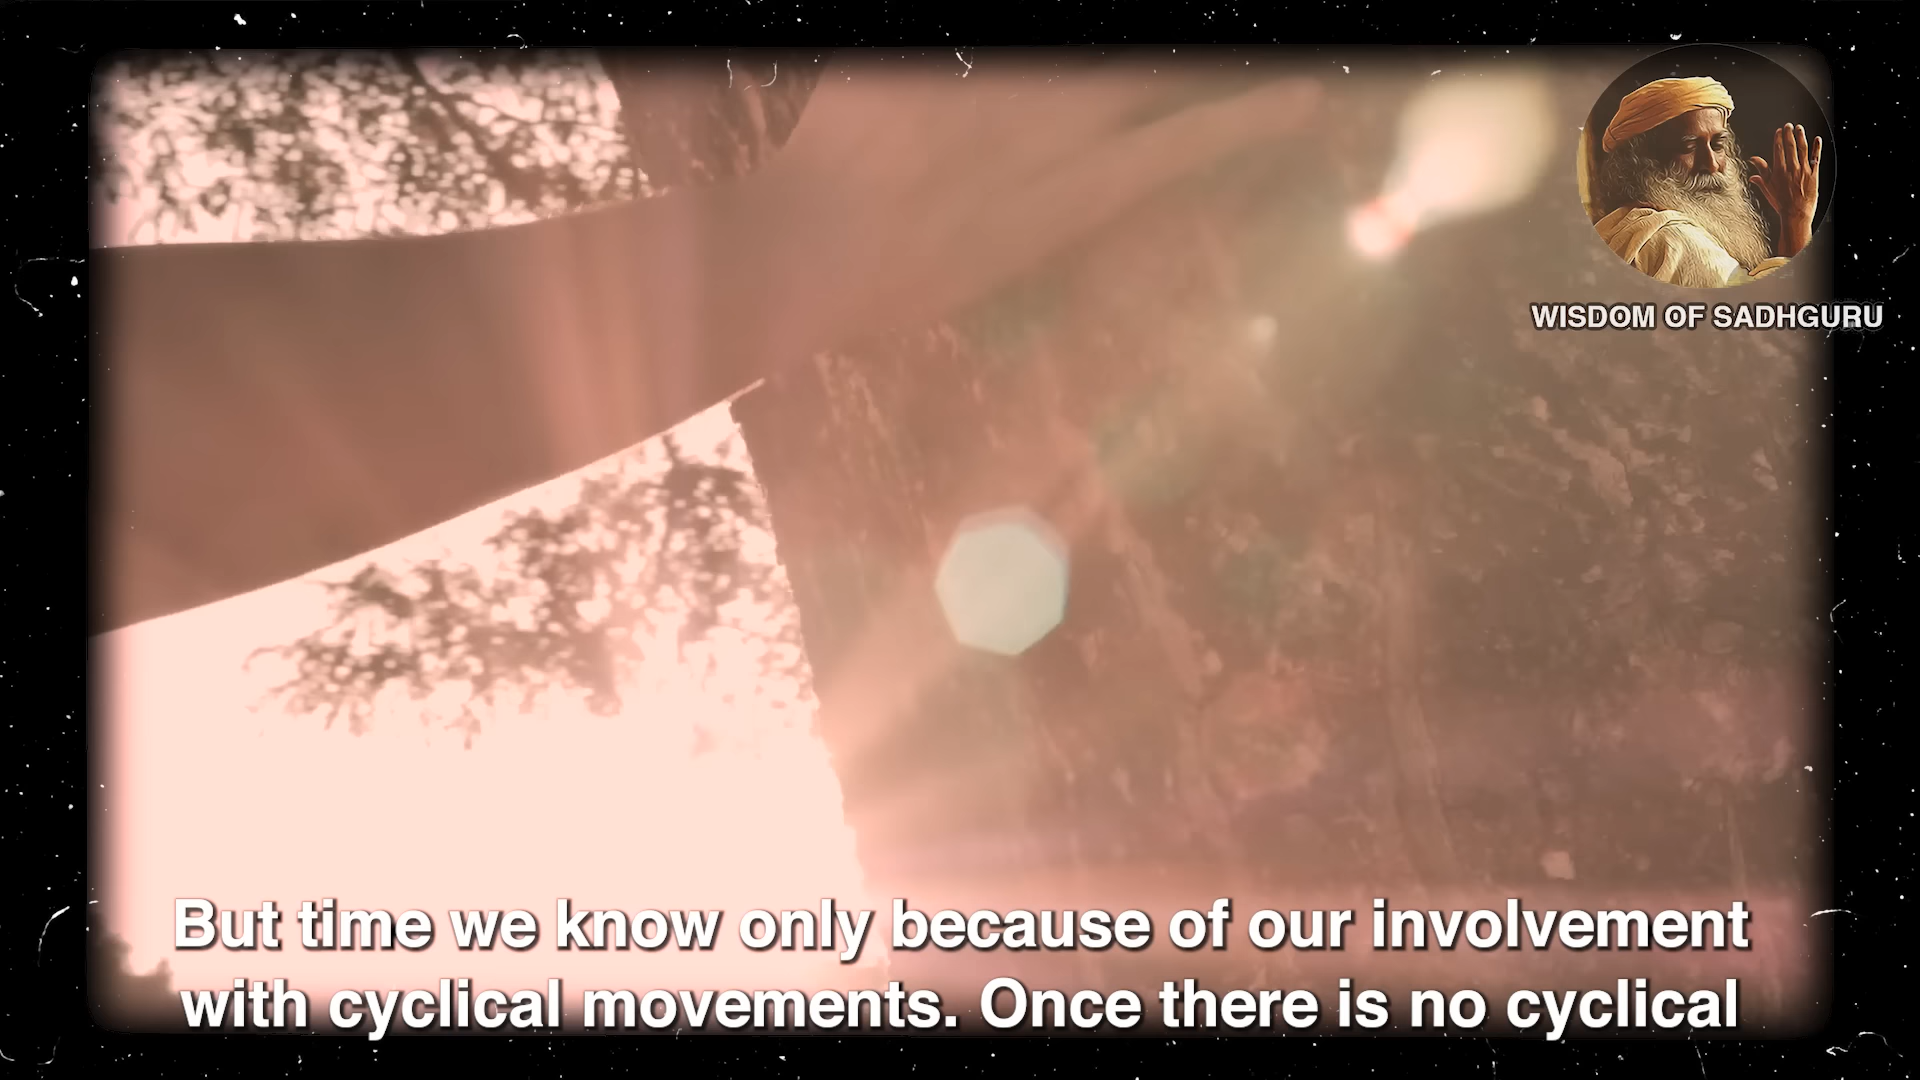 WISDOM OF SADHGURU
But time we know only because of our involvement
with cyclical movements. Once there is no cyclical